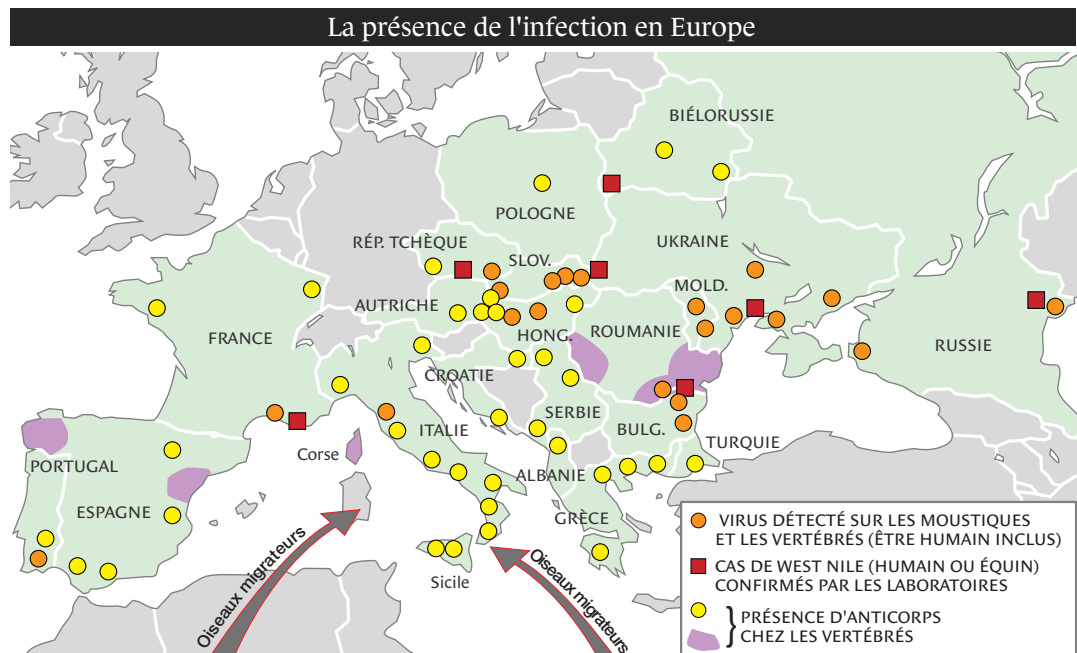 La présence de l'infection en Europe
BIÉLORUSSIE
POLOGNE
RÉP. TCHÈQUE
UKRAINE
SLOV.
MOLD.
AUTRICHE
FRANCE
HONG.
ROUMANIE
RUSSIE
CROATIE
SERBIE
ITALIE
BULG.
TURQUIE
Corse
PORTUGAL
ALBANIE
ESPAGNE
GRÈCE
Sicile
Oiseaux migrateurs
Oiseaux migrateurs
VIRUS DÉTECTÉ SUR LES MOUSTIQUES
ET LES VERTÉBRÉS (ÊTRE HUMAIN INCLUS)
CAS DE WEST NILE (HUMAIN OU ÉQUIN)
CONFIRMÉS PAR LES LABORATOIRES
PRÉSENCE D'ANTICORPS
CHEZ LES VERTÉBRÉS